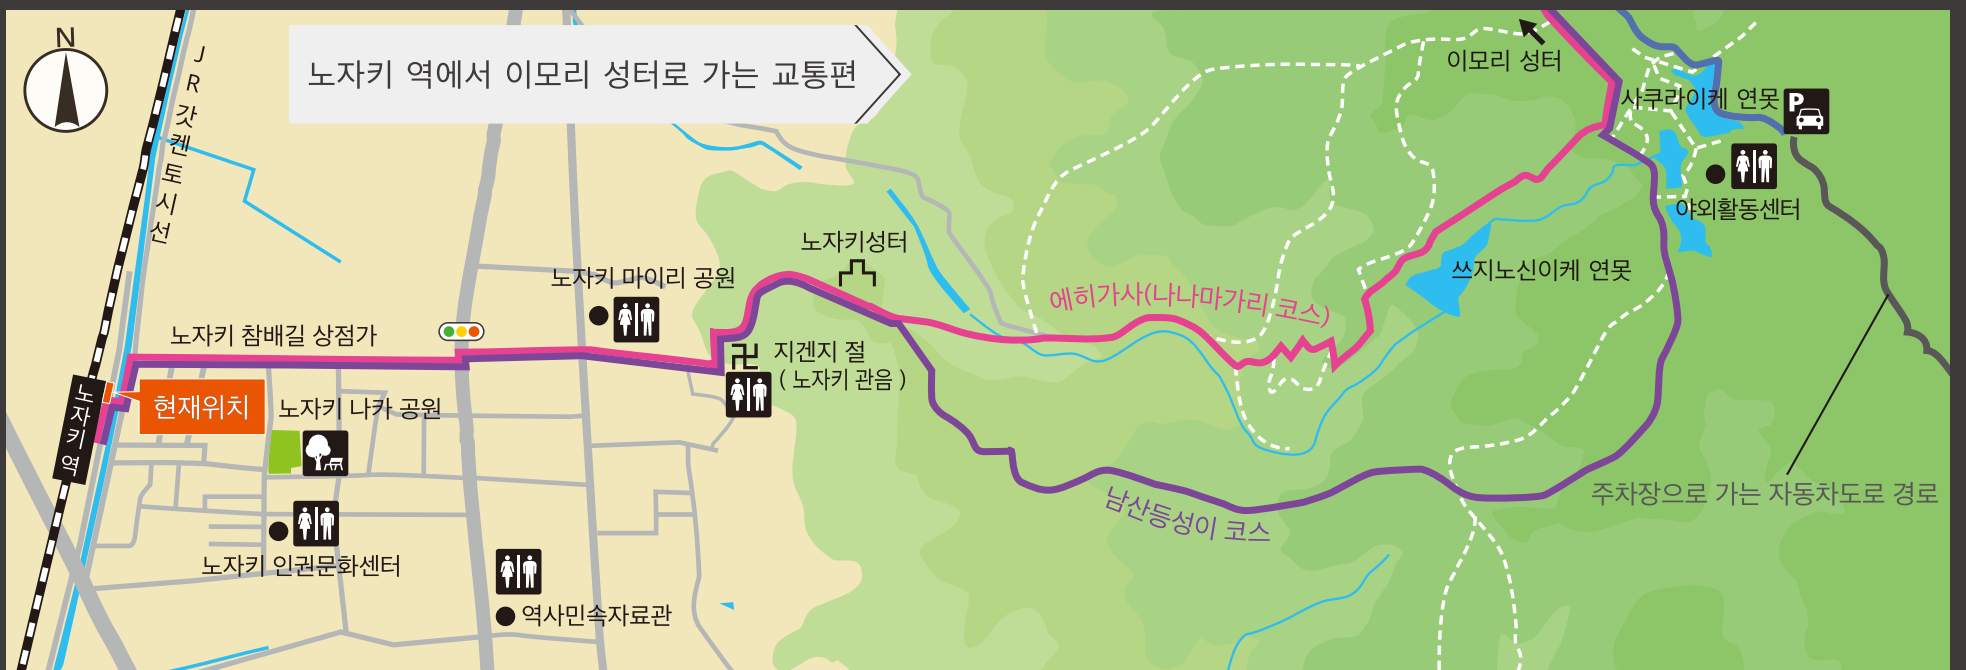 N
노자키 역에서 이모리 성터로 가는 교통편
JR갓켄토시선
이모리 성터
사쿠라이케 연못
P
야외활동센터
노자키성터
쓰지노신이케 연못
노자키 마이리 공원
에히가사(나나마가리 코스)
노자키 참배길 상점가
지겐지 절
( 노자키 관음 )
노자키역
현재위치
노자키 나카 공원
남산등성이 코스
주차장으로 가는 자동차도로 경로
노자키 인권문화센터
역사민속자료관